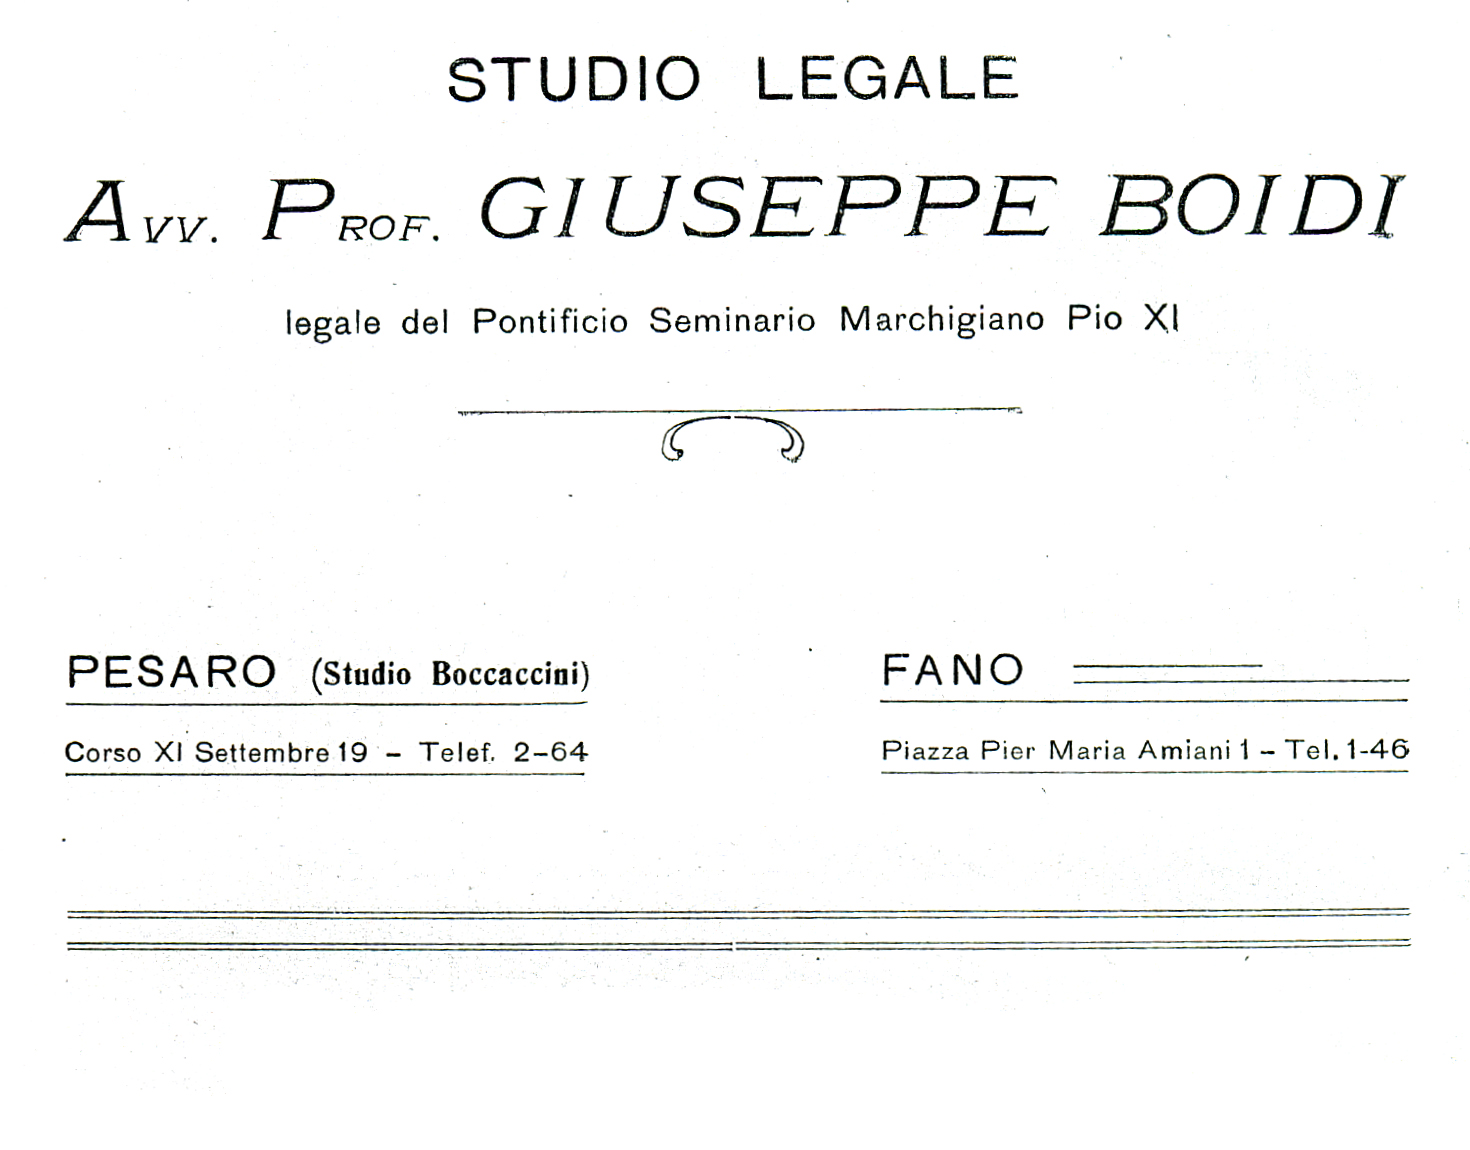 STUDIO LEGALE
AVV. PROF. GIUSEPPE BOIDI
legale del Pontificio Seminario Marchigiano Pio XI
PESARO (Studio Boccaccini)
Corso XI Settembre 19 - Telef. 2-64
FANO
Piazza Pier Maria Amiani 1 - Tel. 1-46